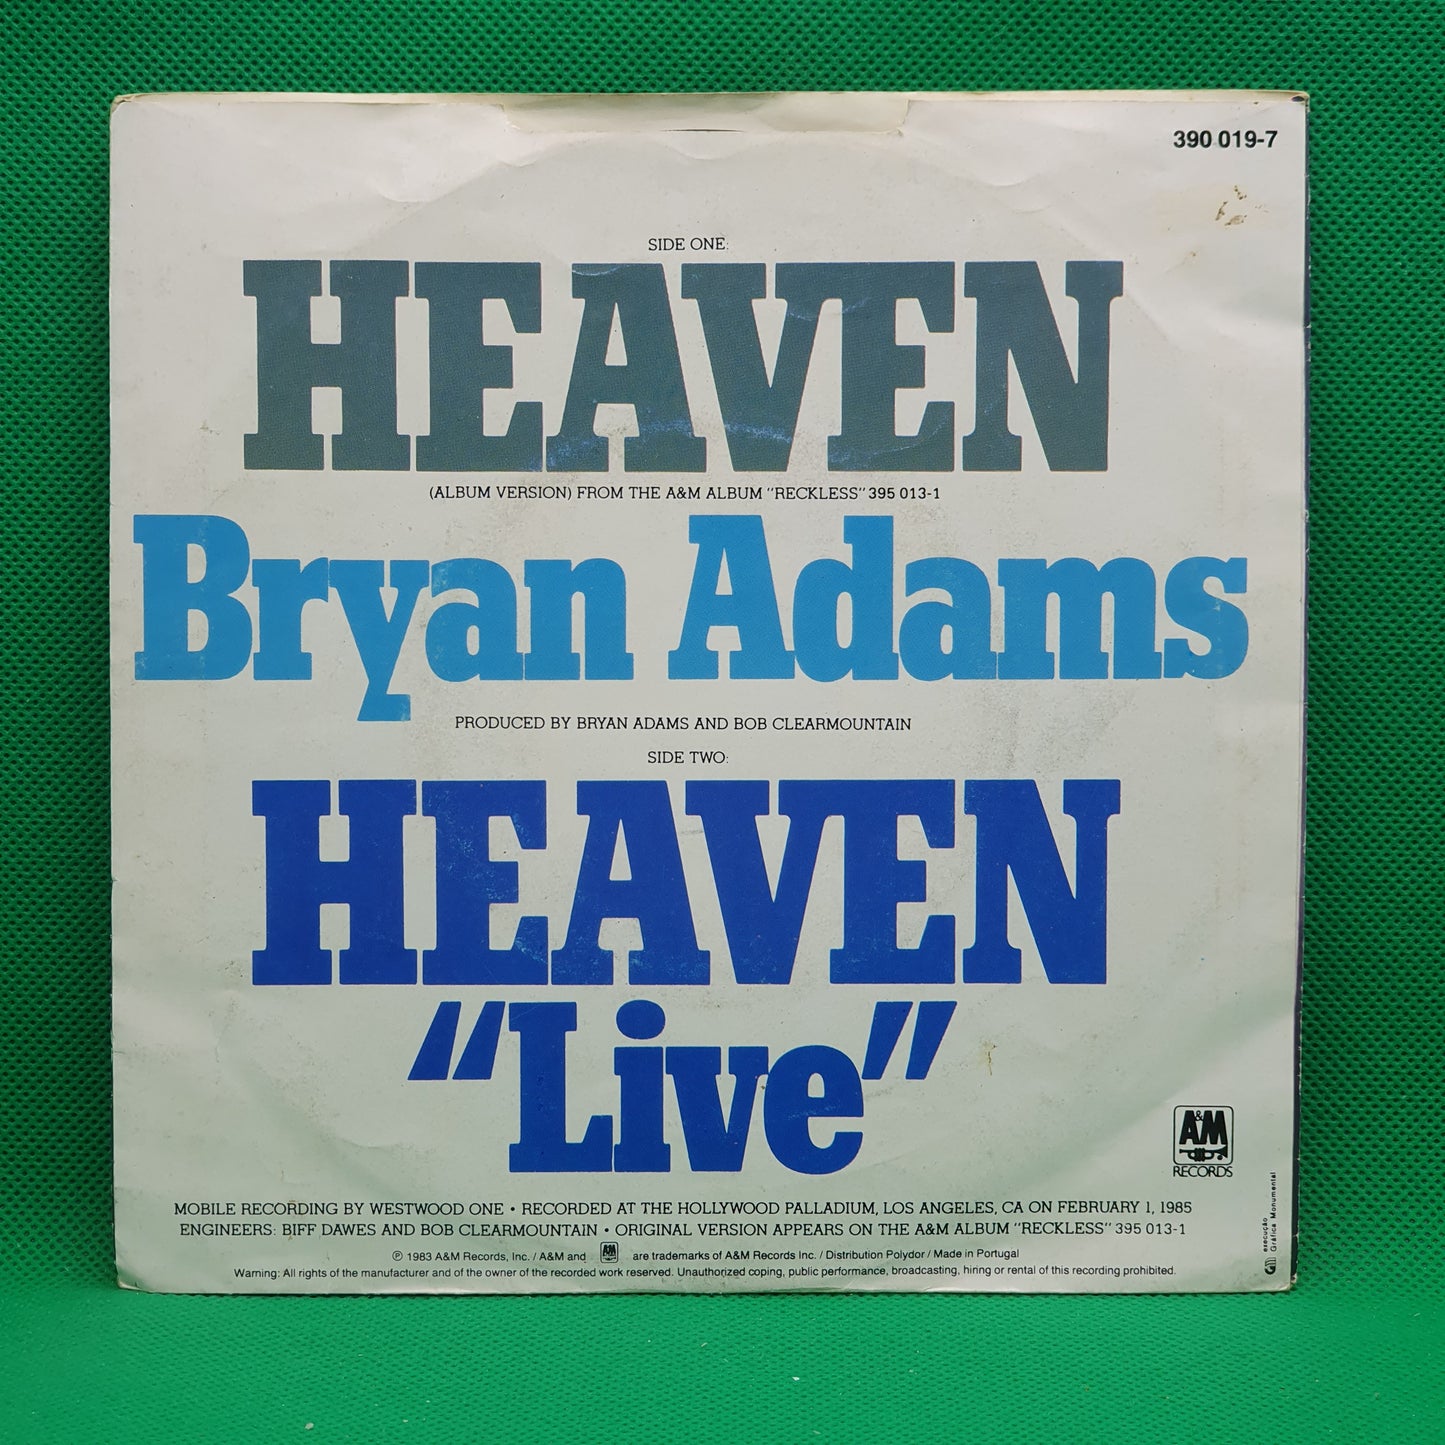 390 019-7
SIDE ONE:
HEAVEN
(ALBUM VERSION) FROM THE A&M ALBUM "RECKLESS" 395 013-1
Bryan Adams
PRODUCED BY BRYAN ADAMS AND BOB CLEARMOUNTAIN
SIDE TWO:
HEAVEN
"Live"
A&M
RECORDS
MOBILE RECORDING BY WESTWOOD ONE • RECORDED AT THE HOLLYWOOD PALLADIUM, LOS ANGELES, CA ON FEBRUARY 1, 1985
ENGINEERS: BIFF DAWES AND BOB CLEARMOUNTAIN • ORIGINAL VERSION APPEARS ON THE A&M ALBUM "RECKLESS" 395 013-1
℗ 1983 A&M Records, Inc. / A&M and A&M are trademarks of A&M Records Inc. / Distribution Polydor / Made in Portugal
Warning: All rights of the manufacturer and of the owner of the recorded work reserved. Unauthorized coping, public performance, broadcasting, hiring or rental of this recording prohibited.
execução
Gráfica Monumental